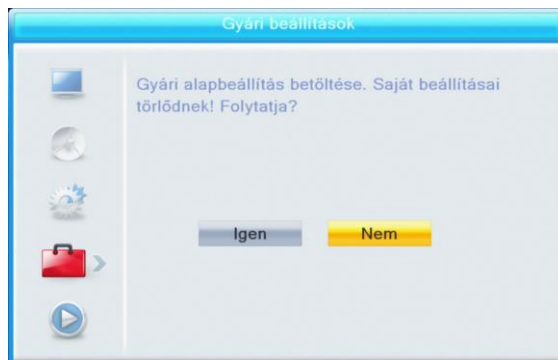 Gyári beállítások
Gyári alapbeállítás betöltése. Saját beállításai
törlődnek! Folytatja?
Igen
Nem